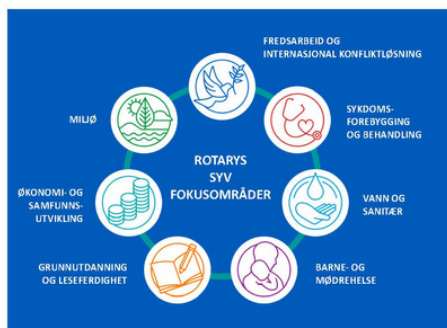 FREDSARBEID OG
INTERNASJONAL KONFLIKTLØSNING
SYKDOMS-
FOREBYGGING
OG BEHANDLING
VANN OG
SANITÆR
BARNE- OG
MØDREHELSE
GRUNNUTDANNING
OG LESEFERDIGHET
ØKONOMI- OG
SAMFUNNS-
UTVIKLING
MILJØ
ROTARYS
SYV
FOKUSOMRÅDER